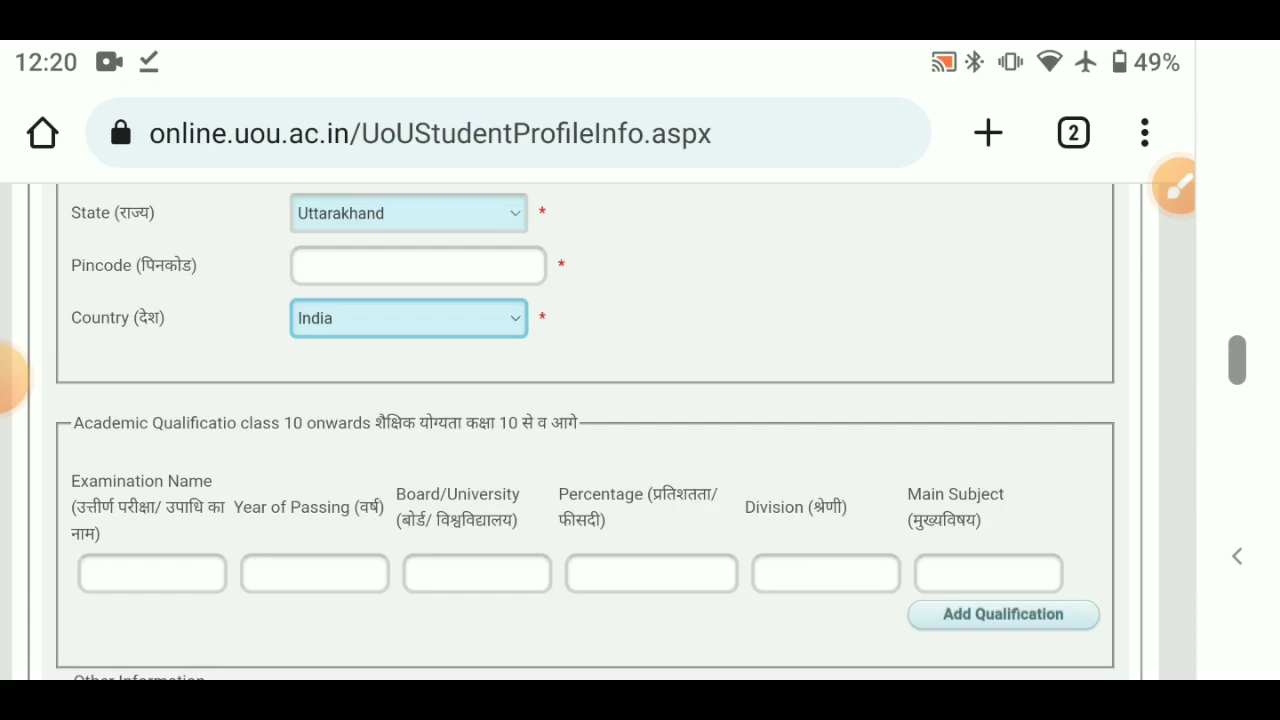 12:20
49%
online.uou.ac.in/UoUStudentProfileInfo.aspx
2
State (राज्य)
Uttarakhand
*
Pincode (पिनकोड)
*
Country (देश)
India
*
Academic Qualificatio class 10 onwards शैक्षिक योग्यता कक्षा 10 से व आगे
Examination Name
(उत्तीर्ण परीक्षा/ उपाधि का
नाम)
Year of Passing (वर्ष)
Board/University
(बोर्ड/ विश्वविद्यालय)
Percentage (प्रतिशतता/
फीसदी)
Division (श्रेणी)
Main Subject
(मुख्यविषय)
Add Qualification
Other Information